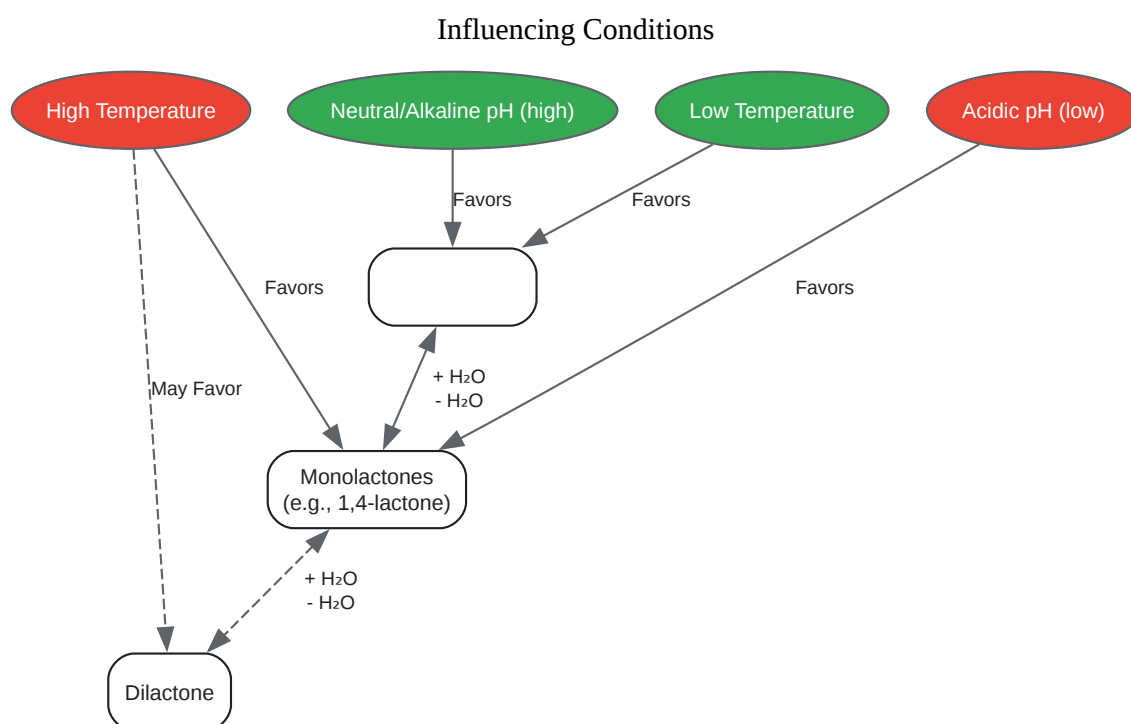 Influencing Conditions
High Temperature
Neutral/Alkaline pH (high)
Low Temperature
Acidic pH (low)
Favors
Favors
Favors
Favors
+ H₂O
- H₂O
May Favor
Monolactones
(e.g., 1,4-lactone)
+ H₂O
- H₂O
Dilactone